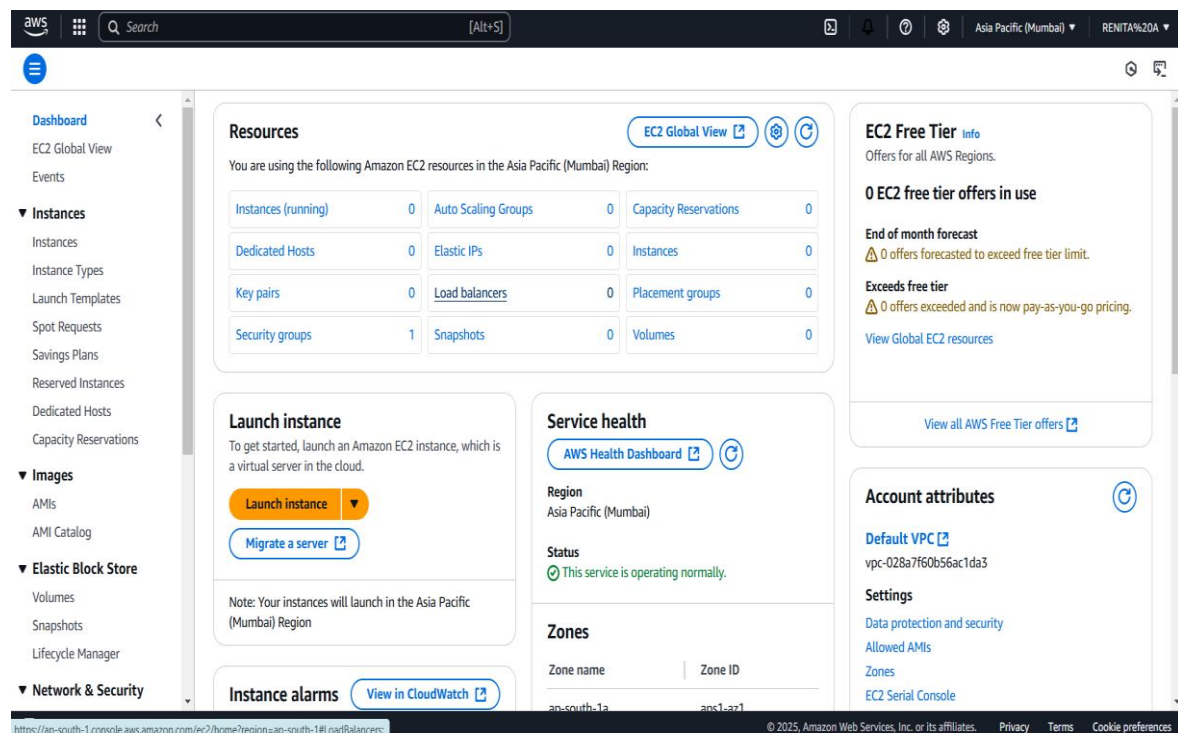 aws
Search [Alt+S]
Asia Pacific (Mumbai) ▼
RENITA%20A ▼
Dashboard
EC2 Global View
Events
▼ Instances
Instances
Instance Types
Launch Templates
Spot Requests
Savings Plans
Reserved Instances
Dedicated Hosts
Capacity Reservations
▼ Images
AMIs
AMI Catalog
▼ Elastic Block Store
Volumes
Snapshots
Lifecycle Manager
▼ Network & Security
Resources
EC2 Global View
You are using the following Amazon EC2 resources in the Asia Pacific (Mumbai) Region:
Instances (running) 0 Auto Scaling Groups 0 Capacity Reservations 0
Dedicated Hosts 0 Elastic IPs 0 Instances 0
Key pairs 0 Load balancers 0 Placement groups 0
Security groups 1 Snapshots 0 Volumes 0
Launch instance
To get started, launch an Amazon EC2 instance, which is
a virtual server in the cloud.
Launch instance ▼
Migrate a server
Note: Your instances will launch in the Asia Pacific
(Mumbai) Region
Instance alarms View in CloudWatch
Service health
AWS Health Dashboard
Region
Asia Pacific (Mumbai)
Status
This service is operating normally.
Zones
Zone name Zone ID
ap-south-1a aps1-az1
EC2 Free Tier Info
Offers for all AWS Regions.
0 EC2 free tier offers in use
End of month forecast
0 offers forecasted to exceed free tier limit.
Exceeds free tier
0 offers exceeded and is now pay-as-you-go pricing.
View Global EC2 resources
View all AWS Free Tier offers
Account attributes
Default VPC
vpc-028a7f60b56ac1da3
Settings
Data protection and security
Allowed AMIs
Zones
EC2 Serial Console
https://ap-south-1.console.aws.amazon.com/ec2/home?region=ap-south-1#LoadBalancers:
© 2025, Amazon Web Services, Inc. or its affiliates. Privacy Terms Cookie preferences